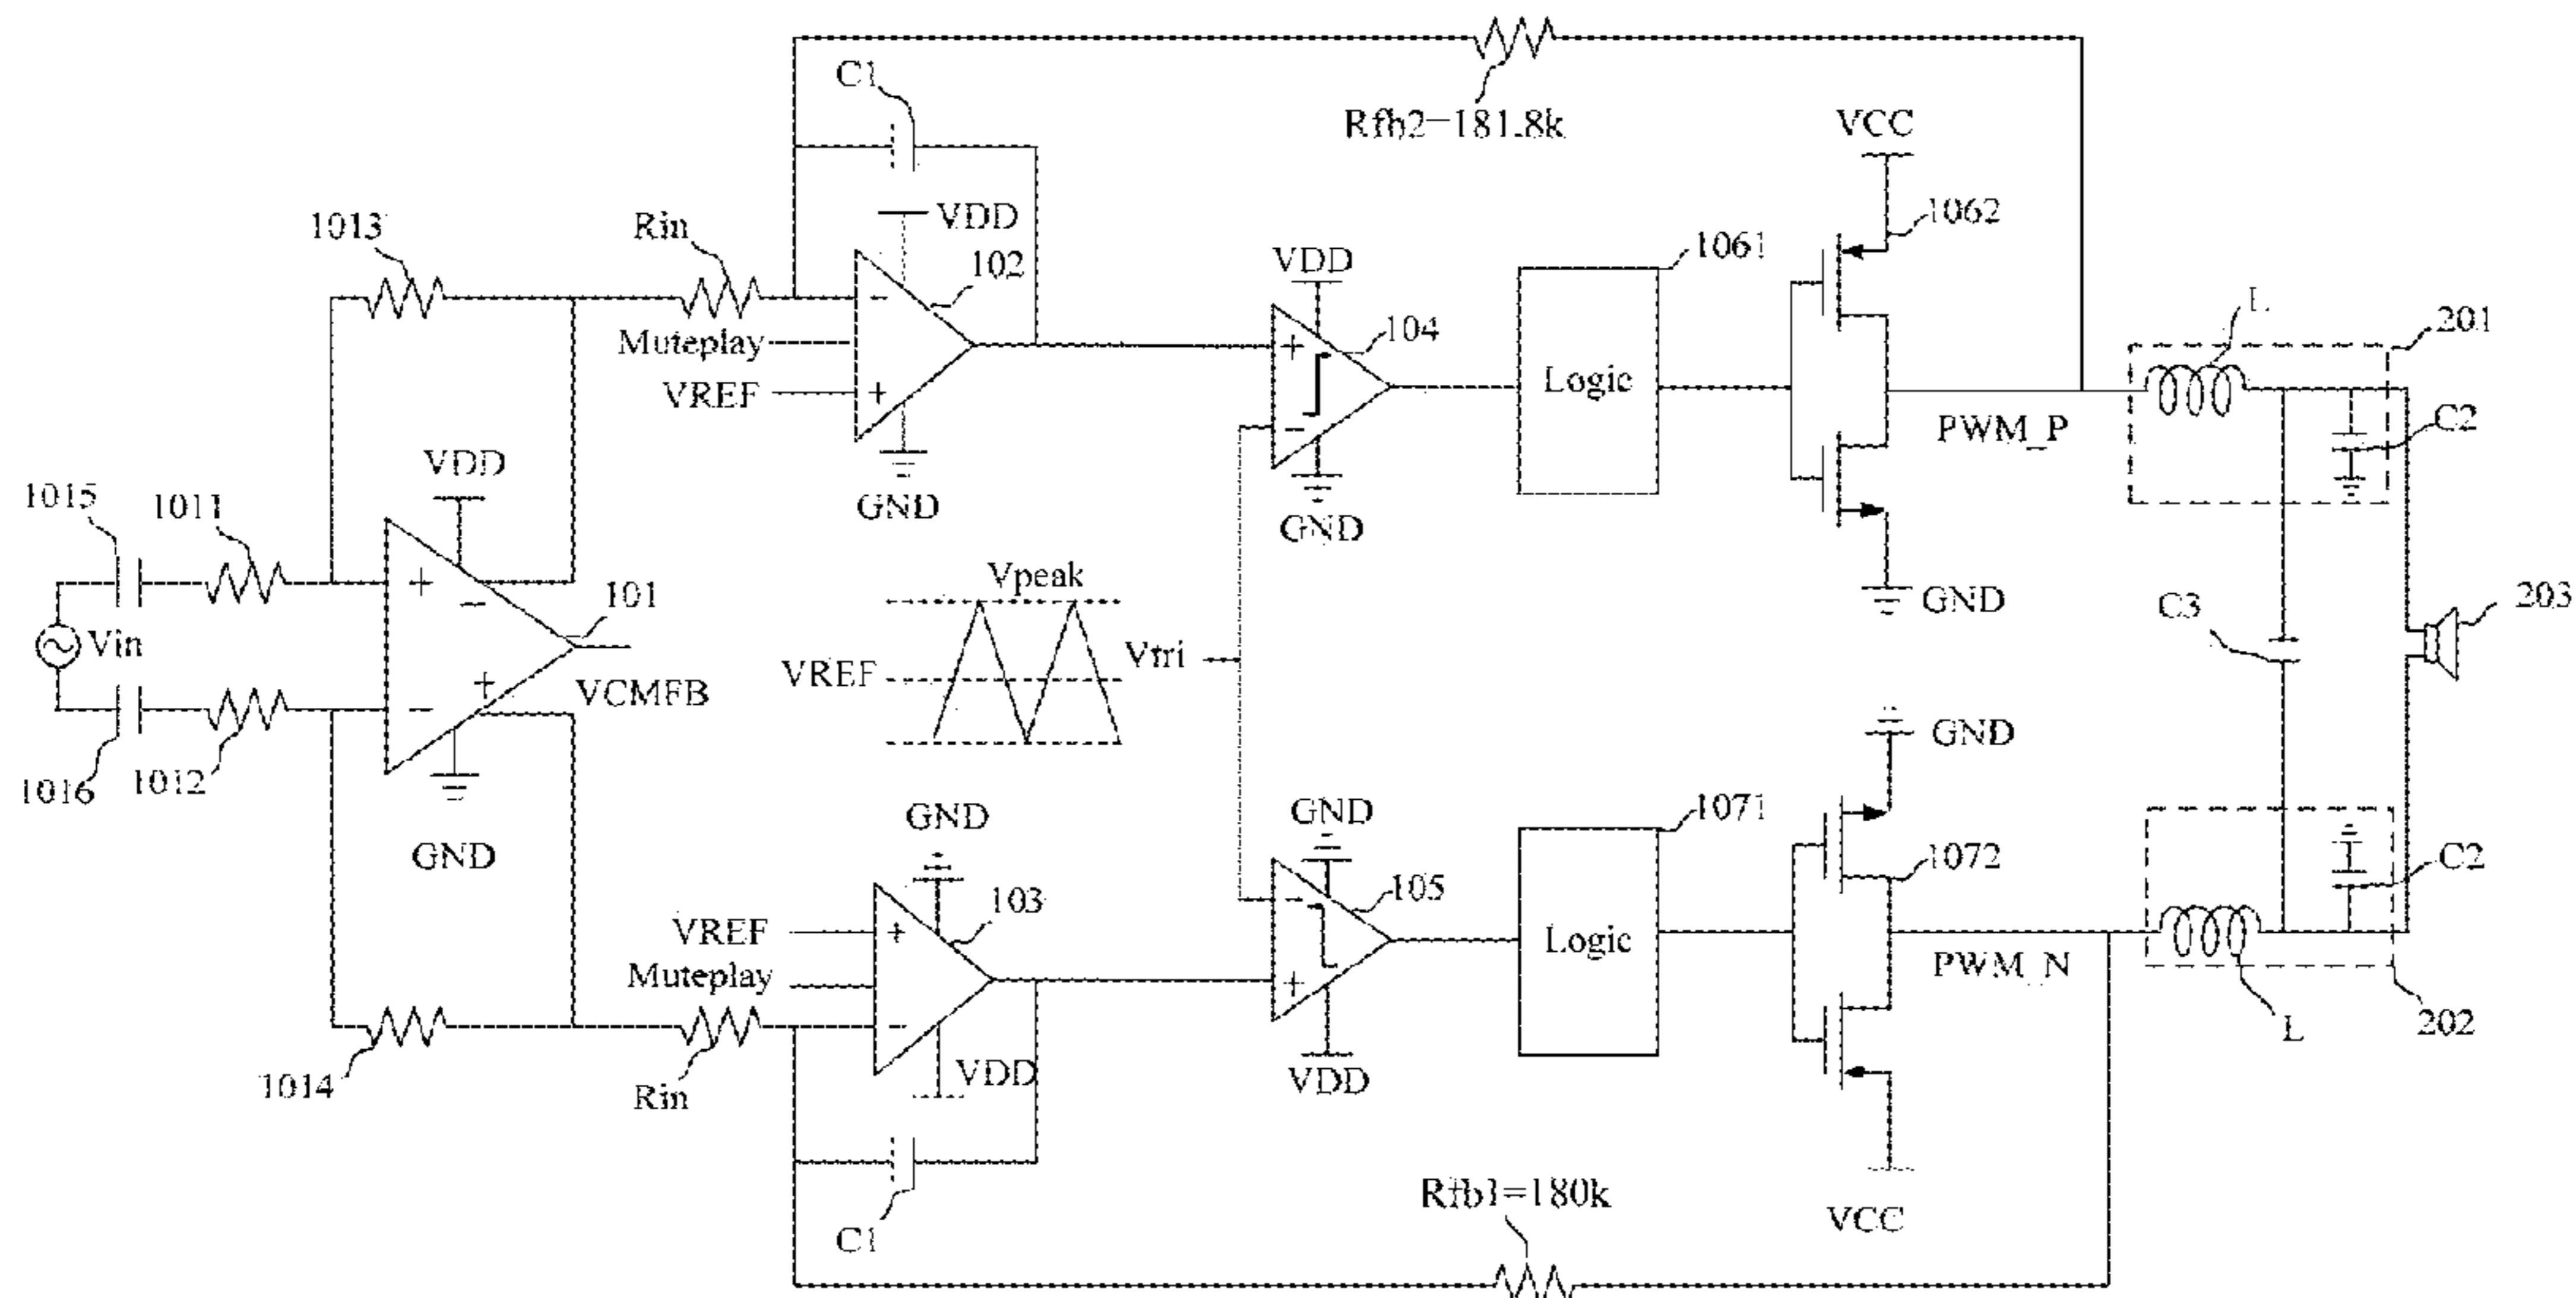 C1
Rfb2=181.8k
VCC
1013
Rin
VDD
1062
102
VDD
1061
Muteplay
104
L
201
VREF
Logic
PWM_P
C2
GND
GND
VDD
1015
1011
GND
Vpeak
101
C3
203
Vin
VREF
Vtri
VCMFB
GND
1016
1012
GND
GND
1071
GND
1072
C2
VREF
103
105
Logic
PWM_N
Muteplay
1014
Rin
VDD
VDD
L
202
Rfb1=180k
C1
VCC
+
-
+
+
-
+
-
+
-
-
+
+
-